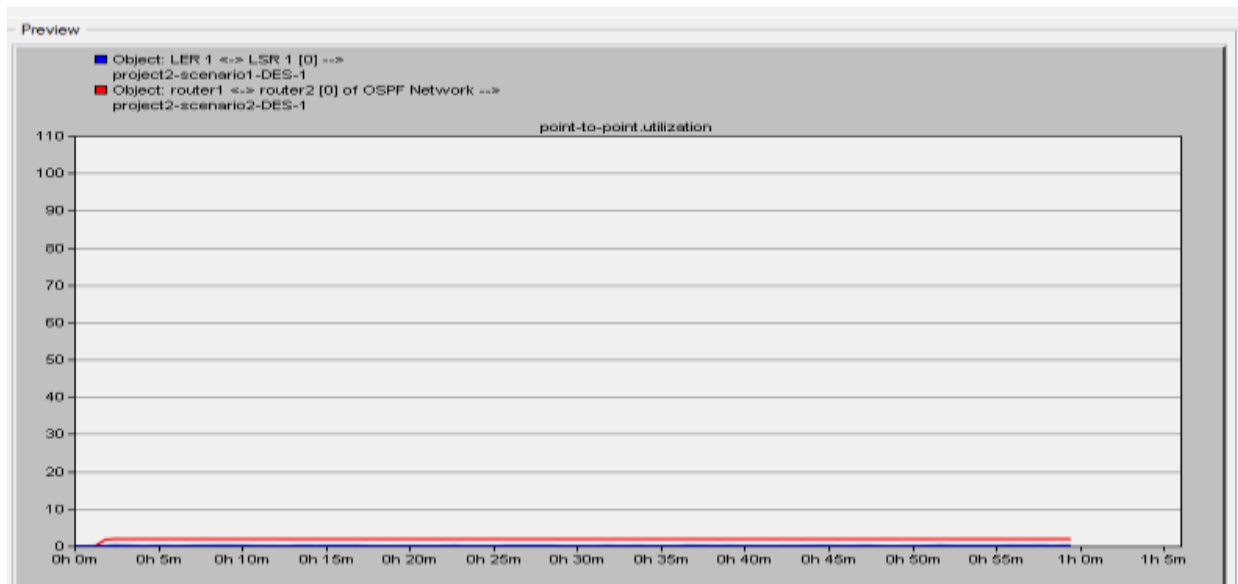 Preview
Object: LER 1 <-> LSR 1 [0] -->
project2-scenario1-DES-1
Object: router1 <-> router2 [0] of OSPF Network -->
project2-scenario2-DES-1
point-to-point.utilization
110
100
90
80
70
60
50
40
30
20
10
0
0h 0m 0h 5m 0h 10m 0h 15m 0h 20m 0h 25m 0h 30m 0h 35m 0h 40m 0h 45m 0h 50m 0h 55m 1h 0m 1h 5m